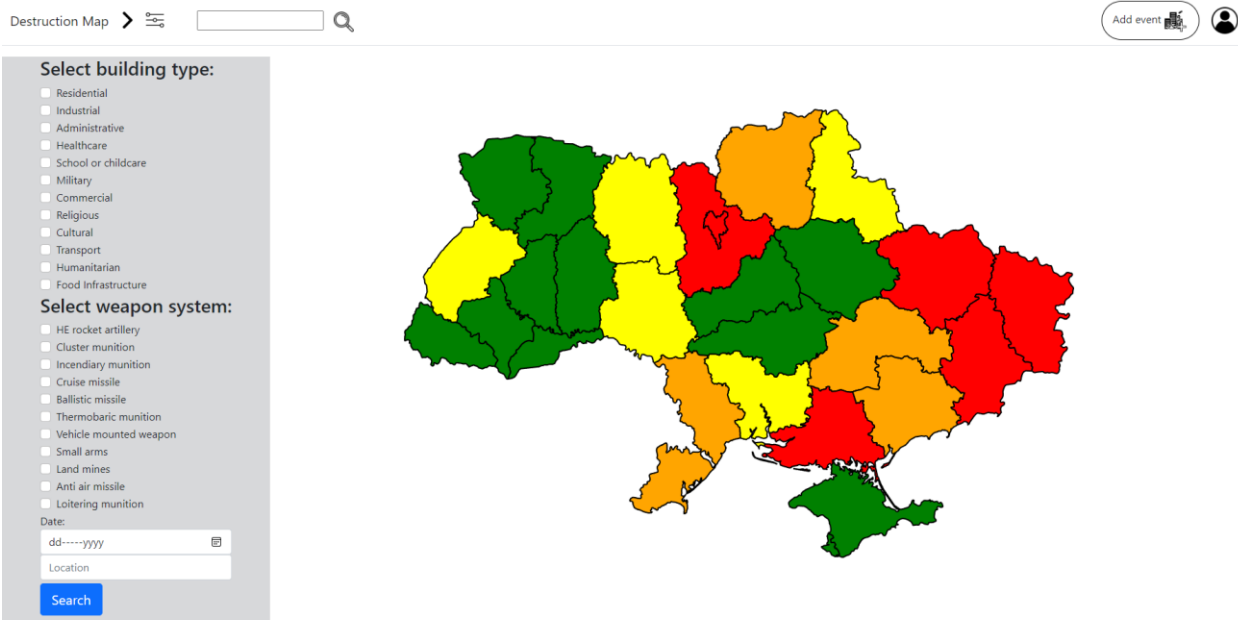 Destruction Map
Add event
Select building type:
Residential
Industrial
Administrative
Healthcare
School or childcare
Military
Commercial
Religious
Cultural
Transport
Humanitarian
Food Infrastructure
Select weapon system:
HE rocket artillery
Cluster munition
Incendiary munition
Cruise missile
Ballistic missile
Thermobaric munition
Vehicle mounted weapon
Small arms
Land mines
Anti air missile
Loitering munition
Date:
dd-----yyyy
Location
Search